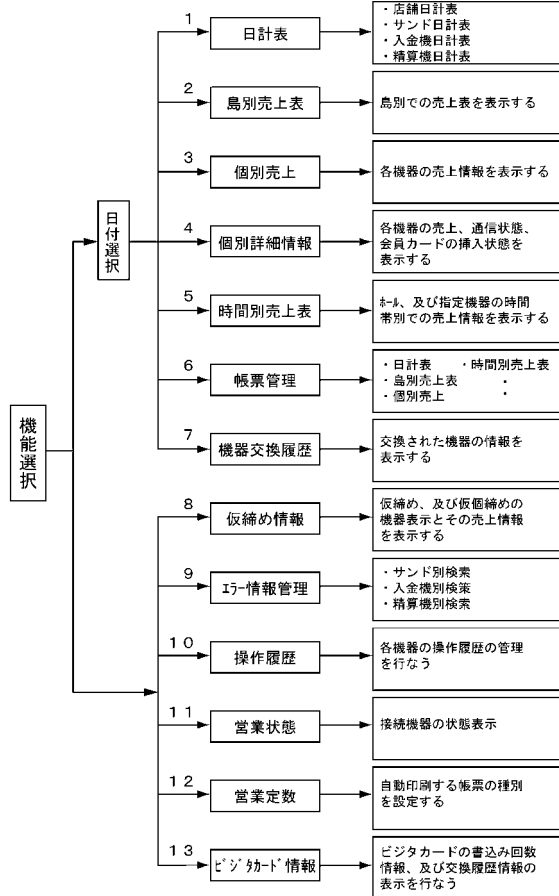 機能選択
日付選択
1
日計表
・店舗日計表
・サンド日計表
・入金機日計表
・精算機日計表
2
島別売上表
島別での売上表を表示する
3
個別売上
各機器の売上情報を表示する
4
個別詳細情報
各機器の売上、通信状態、
会員カードの挿入状態を
表示する
5
時間別売上表
ﾎｰﾙ、及び指定機器の時間
帯別での売上情報を表示する
6
帳票管理
・日計表 ・時間別売上表
・島別売上表 ・
・個別売上 ・
7
機器交換履歴
交換された機器の情報を
表示する
8
仮締め情報
仮締め、及び仮個締めの
機器表示とその売上情報
を表示する
9
ｴﾗｰ情報管理
・サンド別検索
・入金機別検策
・精算機別検索
10
操作履歴
各機器の操作履歴の管理
を行なう
11
営業状態
接続機器の状態表示
12
営業定数
自動印刷する帳票の種別
を設定する
13
ﾋﾞｼﾞﾀｶｰﾄﾞ情報
ビジタカードの書込み回数
情報、及び交換履歴情報の
表示を行なう